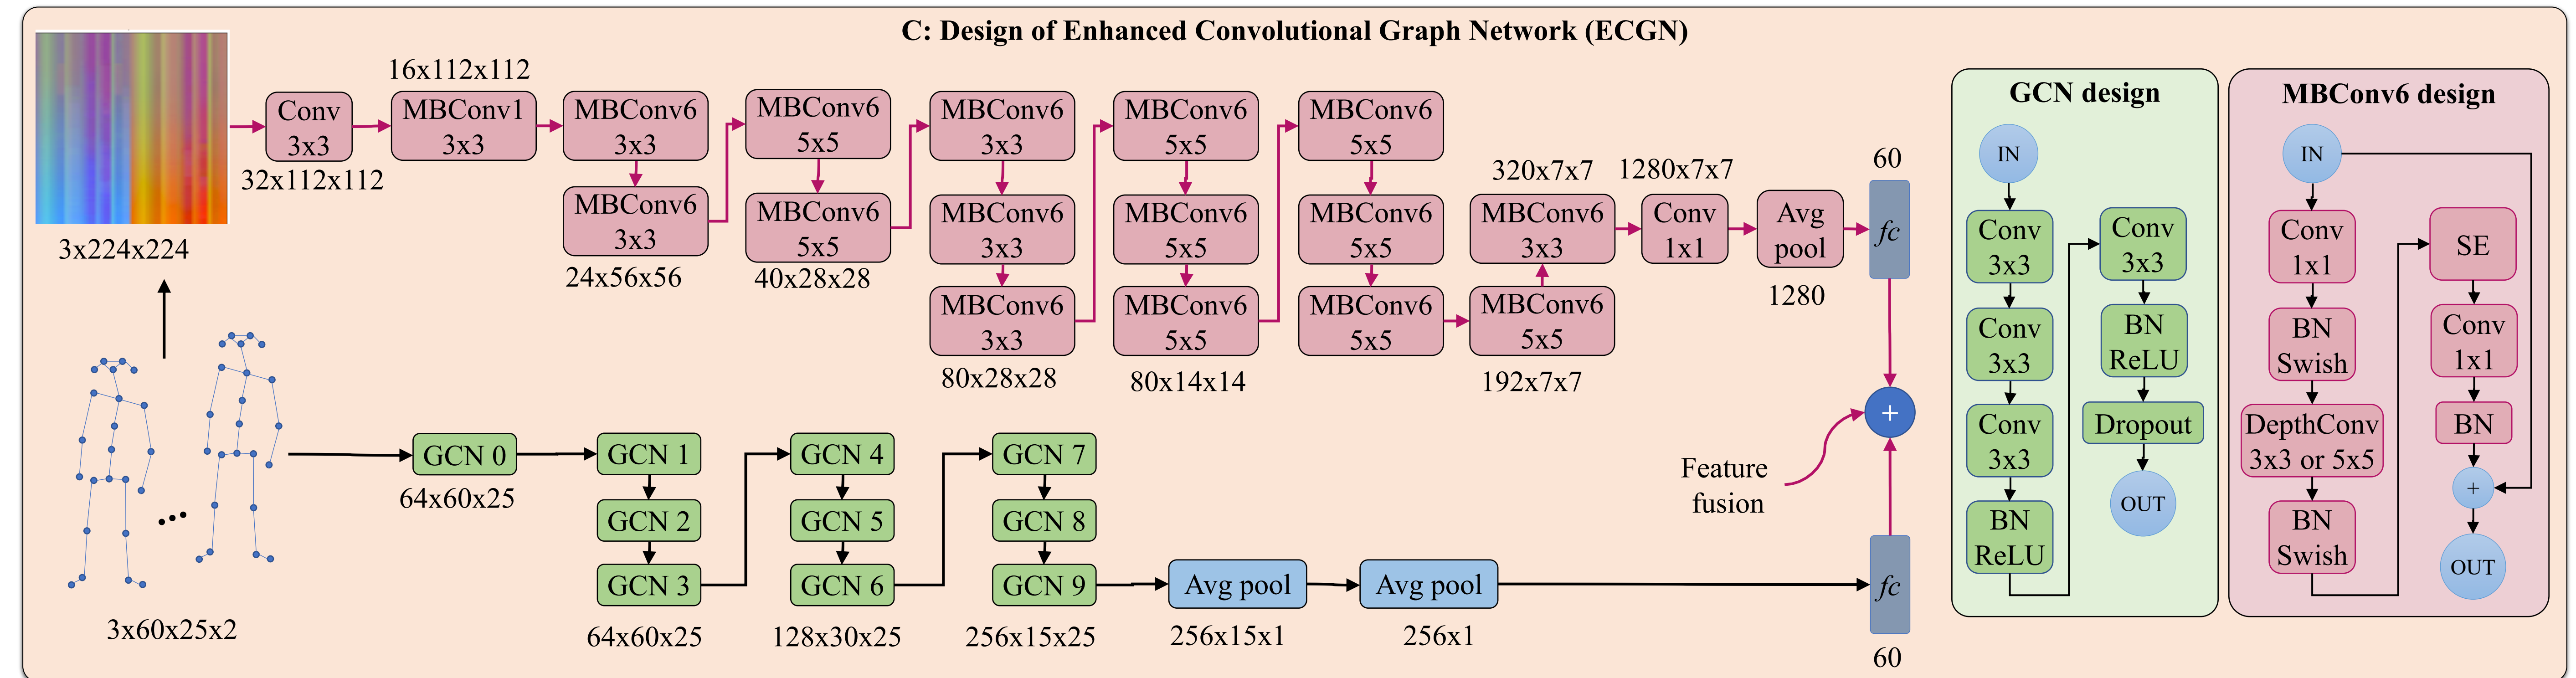 C: Design of Enhanced Convolutional Graph Network (ECGN)
3x224x224
Conv
3x3
32x112x112
16x112x112
MBConv1
3x3
MBConv6
3x3
MBConv6
3x3
24x56x56
MBConv6
5x5
MBConv6
5x5
40x28x28
MBConv6
3x3
MBConv6
3x3
MBConv6
3x3
80x28x28
MBConv6
5x5
MBConv6
5x5
MBConv6
5x5
80x14x14
MBConv6
5x5
MBConv6
5x5
MBConv6
5x5
320x7x7
MBConv6
3x3
MBConv6
5x5
192x7x7
1280x7x7
Conv
1x1
Avg
pool
1280
60
fc
+
Feature
fusion
3x60x25x2
GCN 0
64x60x25
GCN 1
GCN 2
GCN 3
64x60x25
GCN 4
GCN 5
GCN 6
128x30x25
GCN 7
GCN 8
GCN 9
256x15x25
Avg pool
256x15x1
Avg pool
256x1
fc
60
GCN design
IN
Conv
3x3
Conv
3x3
Conv
3x3
BN
ReLU
Conv
3x3
BN
ReLU
Dropout
OUT
MBConv6 design
IN
Conv
1x1
BN
Swish
DepthConv
3x3 or 5x5
BN
Swish
SE
Conv
1x1
BN
+
OUT